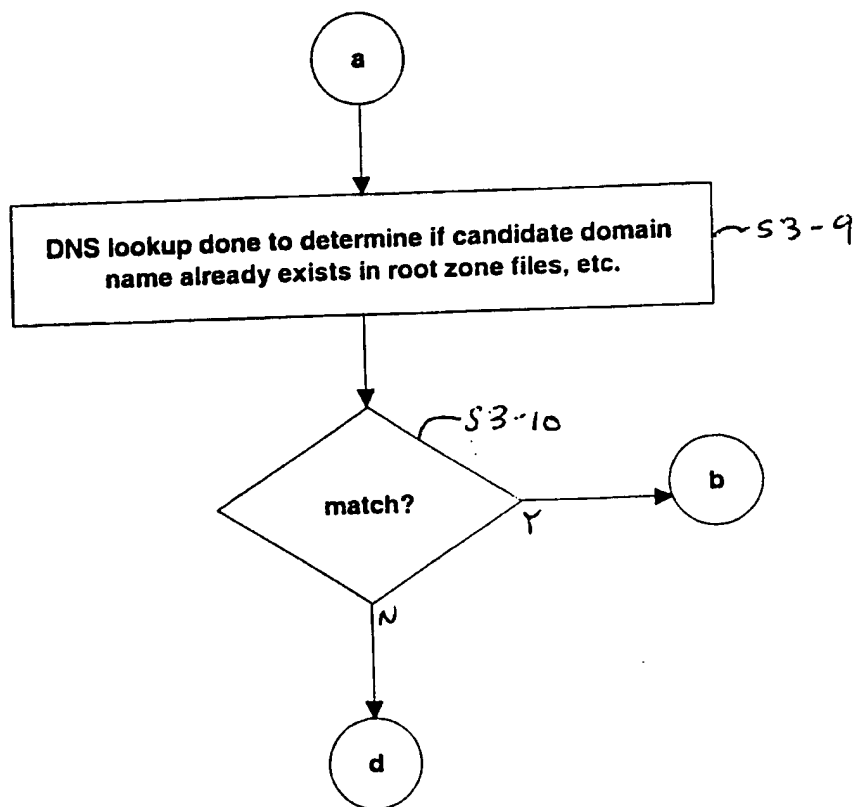 a
DNS lookup done to determine if candidate domain
name already exists in root zone files, etc.
S3-9
S3-10
match?
b
Y
N
d